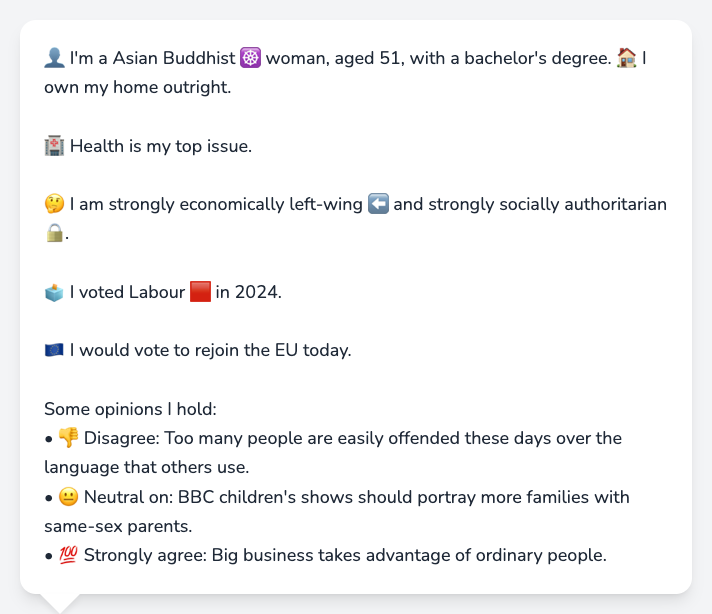 👤 I'm a Asian Buddhist ☸️ woman, aged 51, with a bachelor's degree. 🏠 I
own my home outright.
🏥 Health is my top issue.
🤔 I am strongly economically left-wing ⬅️ and strongly socially authoritarian
🔒.
🗳️ I voted Labour 🟥 in 2024.
🇪🇺 I would vote to rejoin the EU today.
Some opinions I hold:
• 👎 Disagree: Too many people are easily offended these days over the
language that others use.
• 😐 Neutral on: BBC children's shows should portray more families with
same-sex parents.
• 💯 Strongly agree: Big business takes advantage of ordinary people.